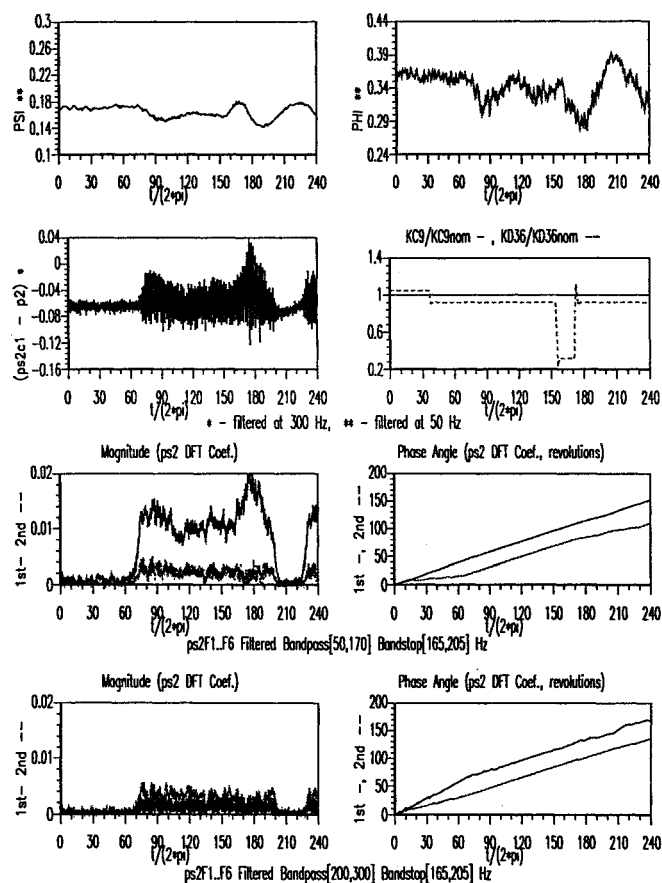 0.3
0.26
0.22
0.18
0.14
0.1
PSI **
0 30 60 90 120 150 180 210 240
t/(2*pi)
0.44
0.39
0.34
0.29
0.24
PHI **
0 30 60 90 120 150 180 210 240
t/(2*pi)
0.04
0
-0.04
-0.08
-0.12
-0.16
(ps2c1 - p2) *
0 30 60 90 120 150 180 210 240
t/(2*pi)
KC9/KC9nom - , KD36/KD36nom --
1.4
1
0.6
0.2
0 30 60 90 120 150 180 210 240
t/(2*pi)
* - filtered at 300 Hz, ** - filtered at 50 Hz
Magnitude (ps2 DFT Coef.)
0.02
0.01
0
1st- 2nd --
0 30 60 90 120 150 180 210 240
t/(2*pi)
Phase Angle (ps2 DFT Coef., revolutions)
200
150
100
50
0
1st -, 2nd --
0 30 60 90 120 150 180 210 240
t/(2*pi)
ps2F1..F6 Filtered Bandpass[50,170] Bandstop[165,205] Hz
Magnitude (ps2 DFT Coef.)
0.02
0.01
0
1st- 2nd --
0 30 60 90 120 150 180 210 240
t/(2*pi)
Phase Angle (ps2 DFT Coef., revolutions)
200
150
100
50
0
1st -, 2nd --
0 30 60 90 120 150 180 210 240
t/(2*pi)
ps2F1..F6 Filtered Bandpass[200,300] Bandstop[165,205] Hz